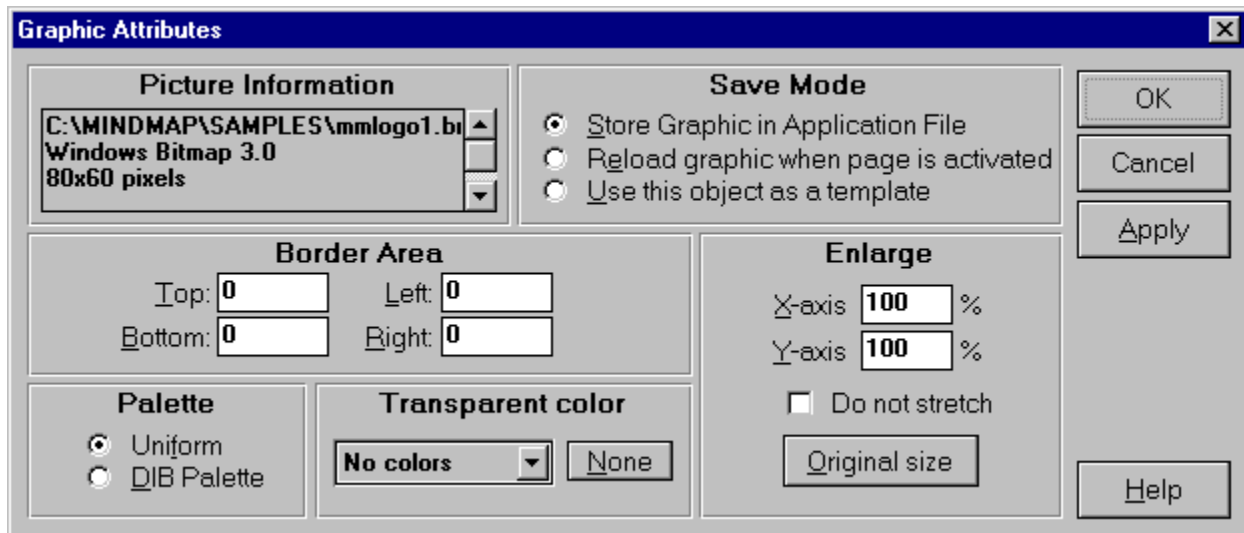 Graphic Attributes
Picture Information
C:\MINDMAP\SAMPLES\mmlogo1.b
Windows Bitmap 3.0
80x60 pixels
Save Mode
Store Graphic in Application File
Reload graphic when page is activated
Use this object as a template
OK
Cancel
Apply
Border Area
Top: 0 Left: 0
Bottom: 0 Right: 0
Enlarge
X-axis 100 %
Y-axis 100 %
Do not stretch
Original size
Palette
Uniform
DIB Palette
Transparent color
No colors None
Help